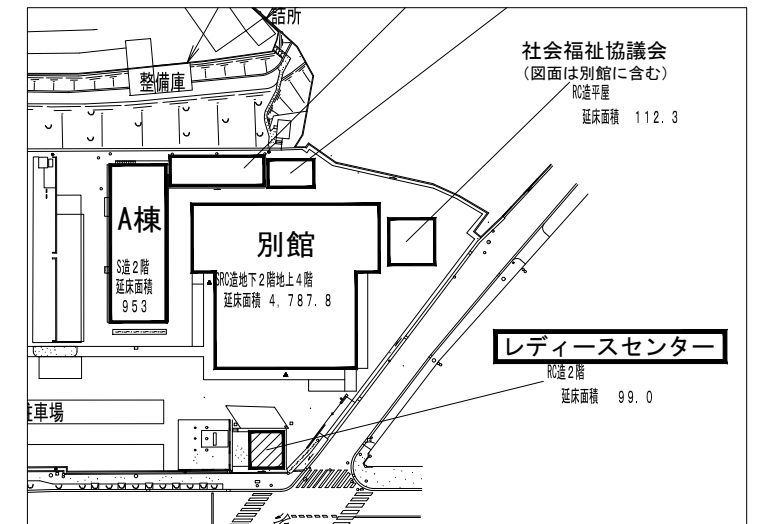 詰所
整備庫
社会福祉協議会
(図面は別館に含む)
RC造平屋
延床面積 112.3
A棟
S造2階
延床面積
953
別館
SRC造地下2階地上4階
延床面積 4,787.8
レディースセンター
RC造2階
延床面積 99.0
駐車場